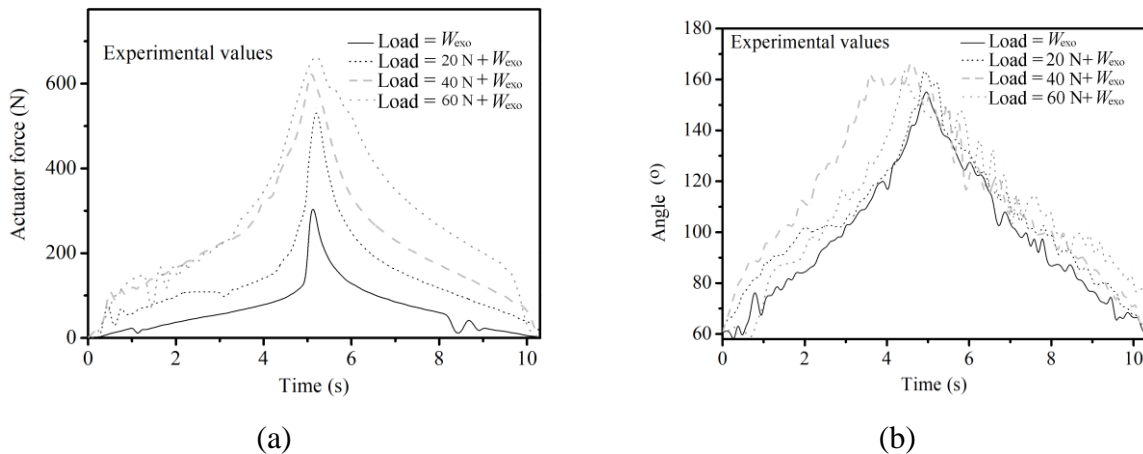 Experimental values
Load = Wexo
Load = 20 N + Wexo
Load = 40 N + Wexo
Load = 60 N + Wexo
600
400
200
0
Actuator force (N)
0 2 4 6 8 10
Time (s)
(a)
Experimental values
Load = Wexo
Load = 20 N+ Wexo
Load = 40 N+ Wexo
Load = 60 N+ Wexo
180
160
140
120
100
80
60
Angle (º)
0 2 4 6 8 10
Time (s)
(b)